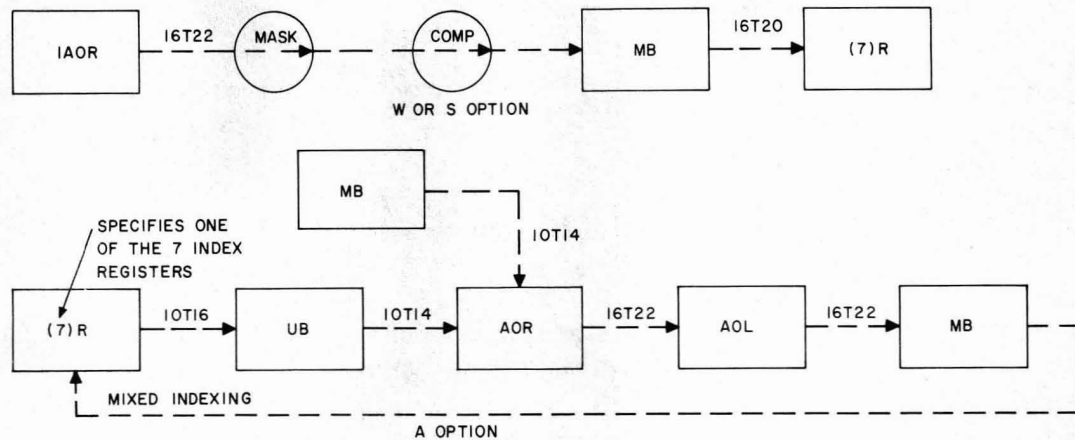 IAOR
16T22
MASK
COMP
MB
16T20
(7)R
W OR S OPTION
MB
SPECIFIES ONE
OF THE 7 INDEX
REGISTERS
10T14
(7)R
10T16
UB
10T14
AOR
16T22
AOL
16T22
MB
MIXED INDEXING
A OPTION